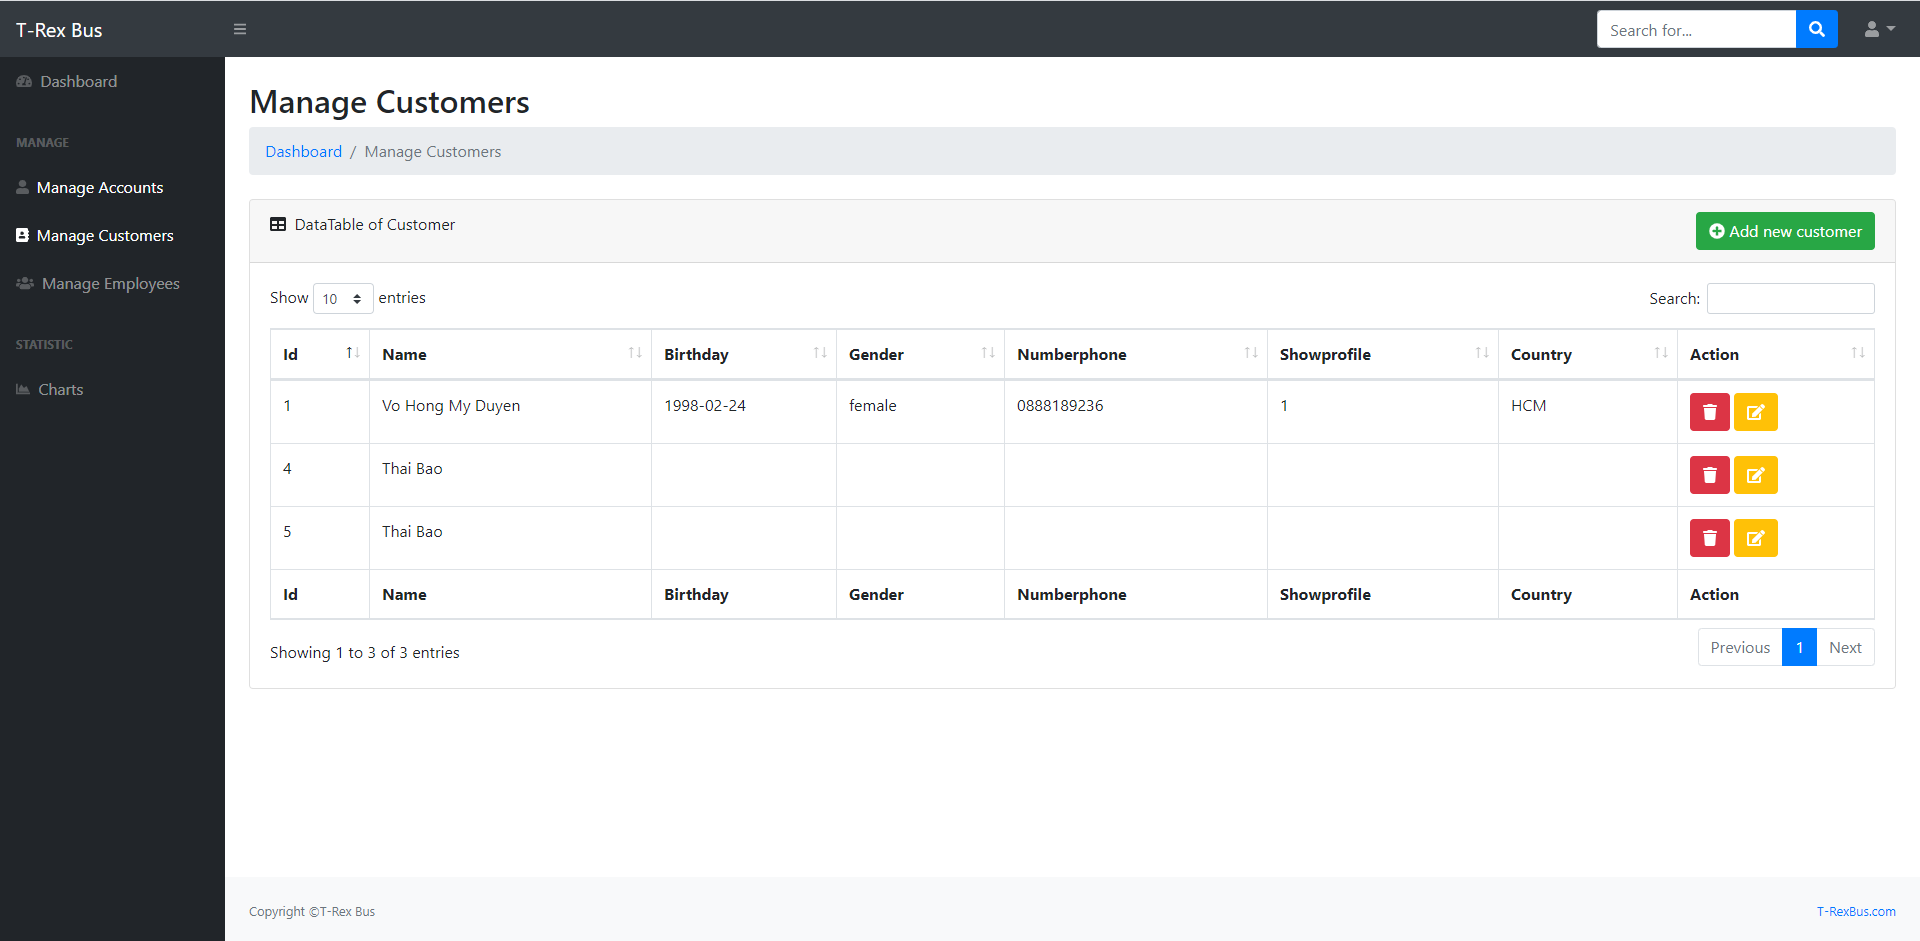 T-Rex Bus
Search for...
Dashboard
MANAGE
Manage Accounts
Manage Customers
Manage Employees
STATISTIC
Charts
Manage Customers
Dashboard / Manage Customers
DataTable of Customer
Add new customer
Show 10 entries
Search:
Id Name Birthday Gender Numberphone Showprofile Country Action
1 Vo Hong My Duyen 1998-02-24 female 0888189236 1 HCM
4 Thai Bao
5 Thai Bao
Id Name Birthday Gender Numberphone Showprofile Country Action
Showing 1 to 3 of 3 entries
Previous 1 Next
Copyright ©T-Rex Bus
T-RexBus.com